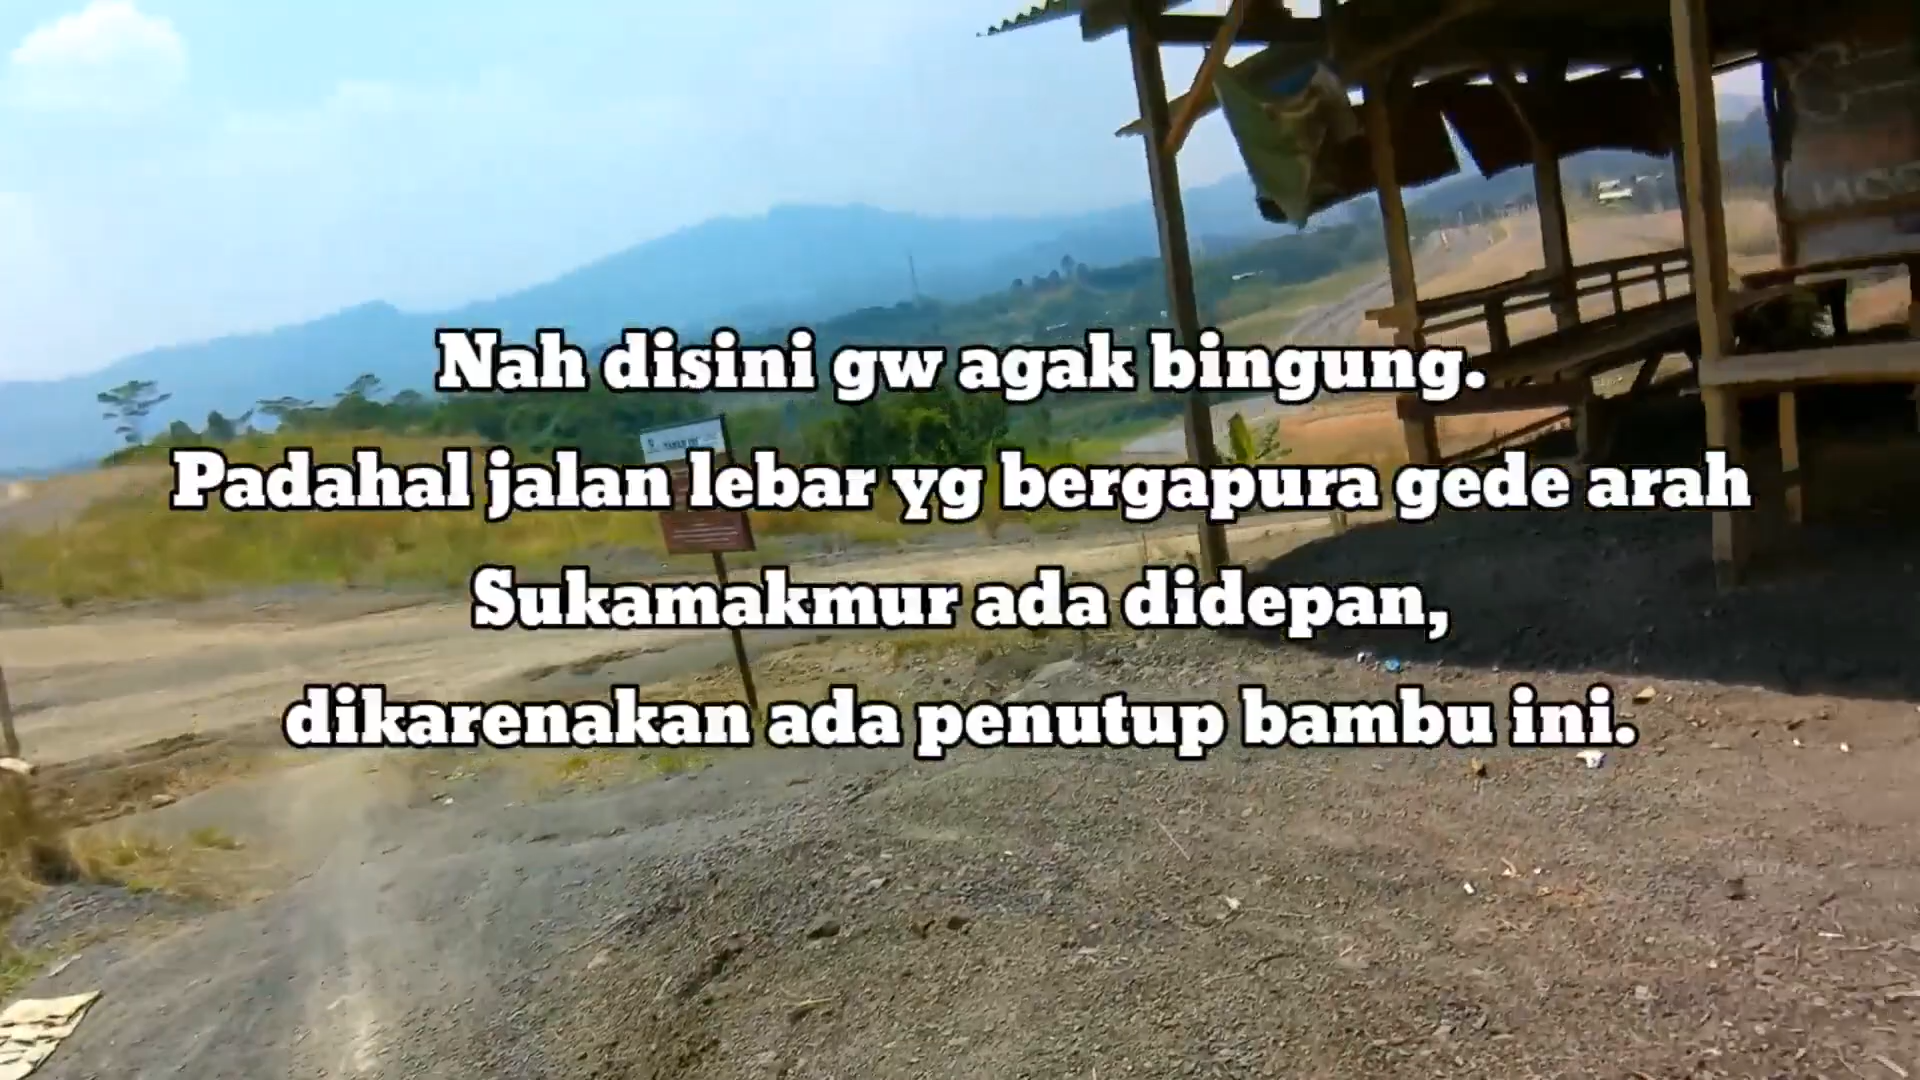 Nah disini gw agak bingung.
Padahal jalan lebar yg bergapura gede arah
Sukamakmur ada didepan,
dikarenakan ada penutup bambu ini.